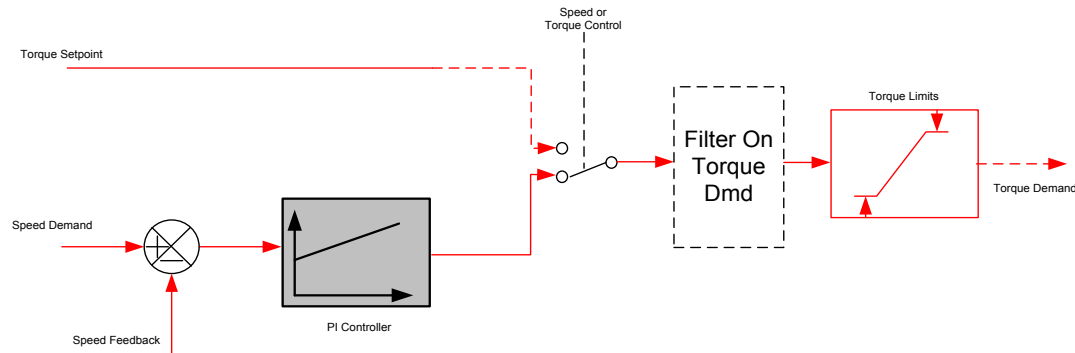 Speed or
Torque Control
Torque Setpoint
Torque Limits
Filter On
Torque
Dmd
Torque Demand
Speed Demand
PI Controller
Speed Feedback